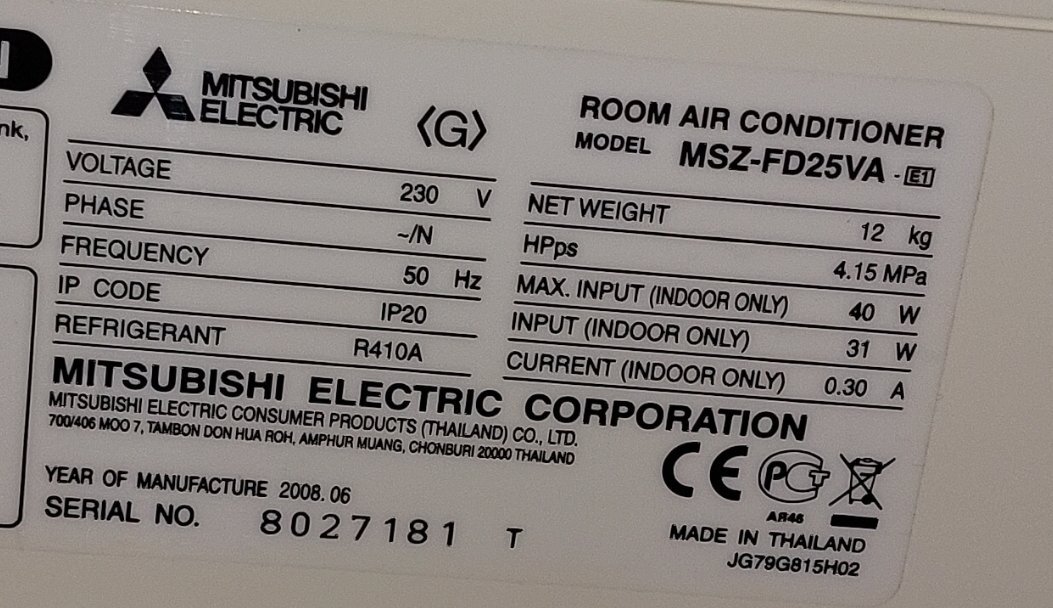 nk,
MITSUBISHI
ELECTRIC
〈G〉
ROOM AIR CONDITIONER
MODEL MSZ-FD25VA -E1
VOLTAGE 230 V
PHASE ~/N
FREQUENCY 50 Hz
IP CODE IP20
REFRIGERANT R410A
NET WEIGHT 12 kg
HPps 4.15 MPa
MAX. INPUT (INDOOR ONLY) 40 W
INPUT (INDOOR ONLY) 31 W
CURRENT (INDOOR ONLY) 0.30 A
MITSUBISHI ELECTRIC CORPORATION
MITSUBISHI ELECTRIC CONSUMER PRODUCTS (THAILAND) CO., LTD.
700/406 MOO 7, TAMBON DON HUA ROH, AMPHUR MUANG, CHONBURI 20000 THAILAND
YEAR OF MANUFACTURE 2008. 06
SERIAL NO. 8027181 T
CE PCT
AR46
MADE IN THAILAND
JG79G815H02